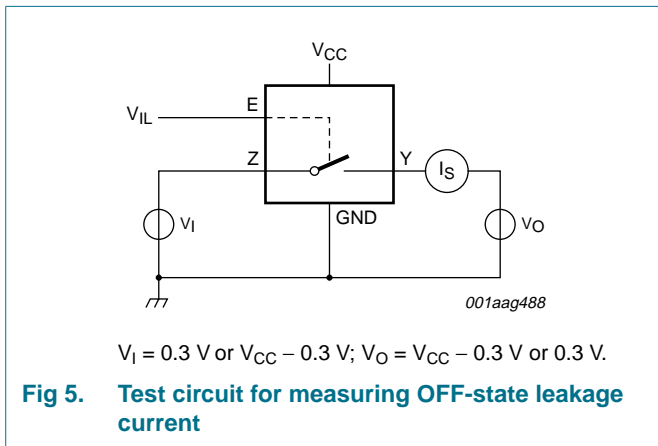 VCC
E
VIL
Z
Y
IS
VI
GND
VO
001aag488
VI = 0.3 V or VCC − 0.3 V; VO = VCC − 0.3 V or 0.3 V.
Fig 5. Test circuit for measuring OFF-state leakage
current